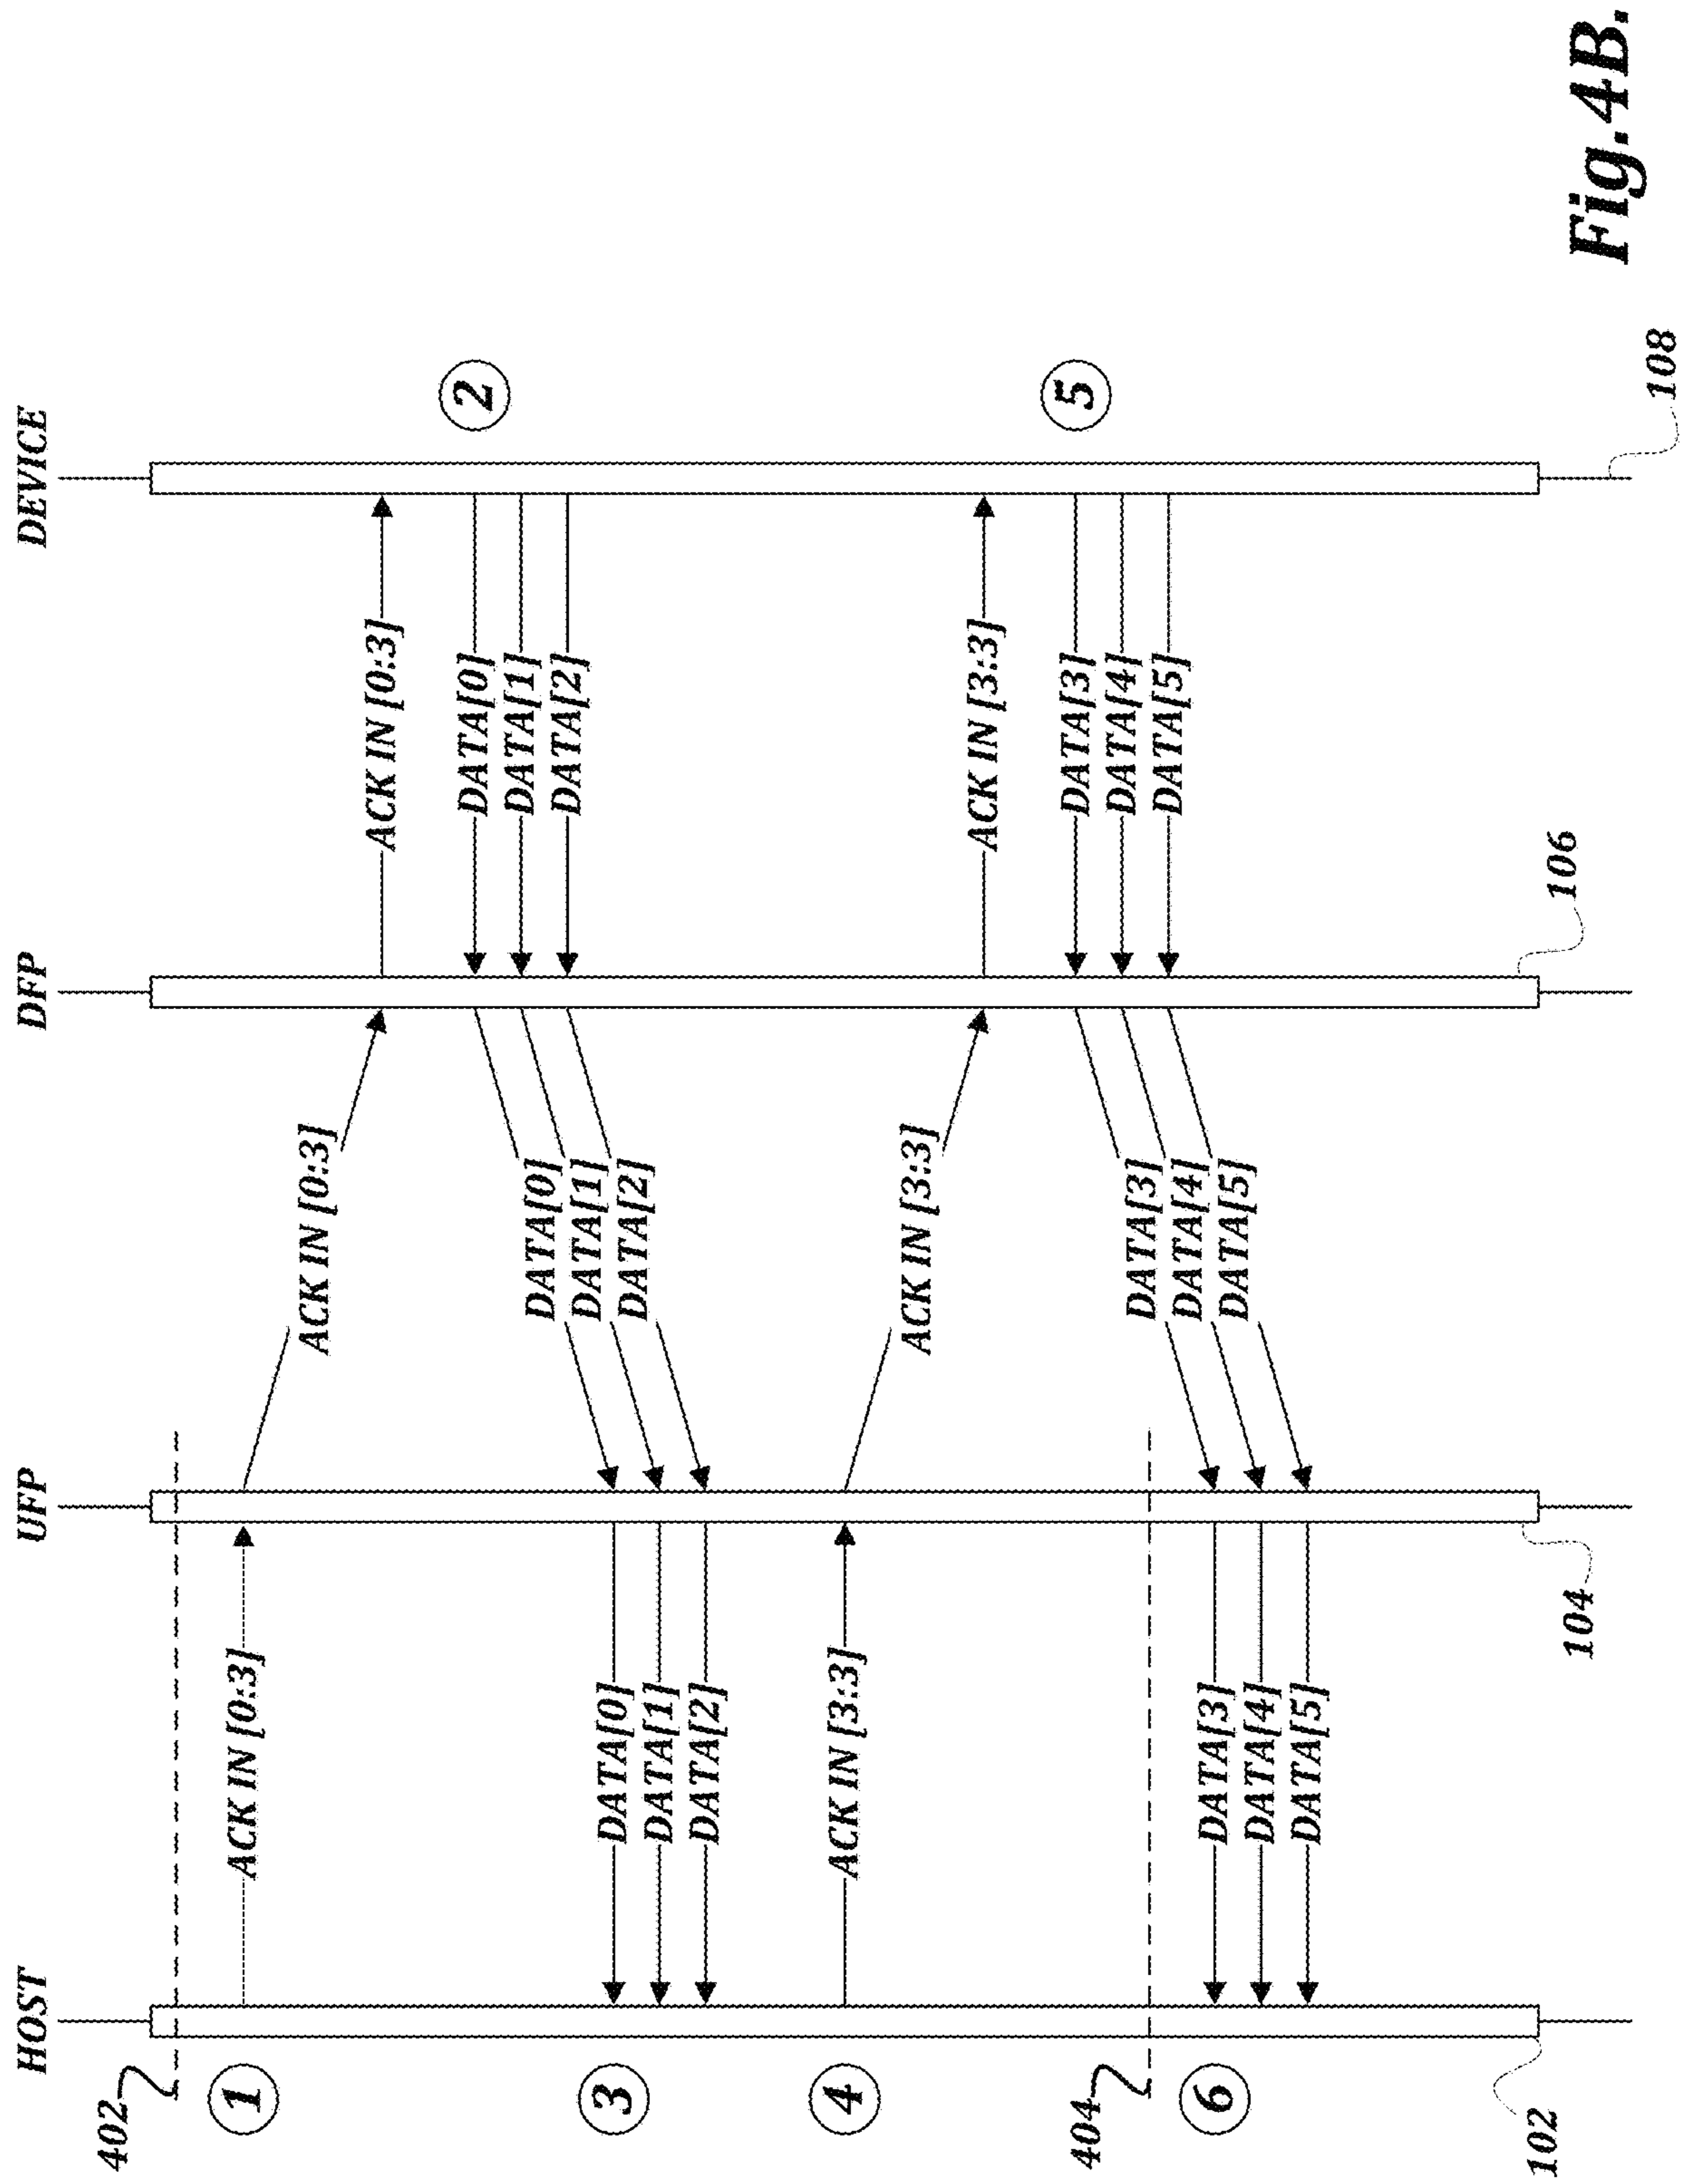 HOST
UFP
DFP
DEVICE
402
1
ACK IN [0:3]
ACK IN [0:3]
ACK IN [0:3]
2
DATA[0]
DATA[1]
DATA[2]
DATA[0]
DATA[1]
DATA[2]
3
DATA[0]
DATA[1]
DATA[2]
4
ACK IN [3:3]
ACK IN [3:3]
ACK IN [3:3]
5
DATA[3]
DATA[4]
DATA[5]
404
DATA[3]
DATA[4]
DATA[5]
6
DATA[3]
DATA[4]
DATA[5]
102
104
106
108
Fig.4B.